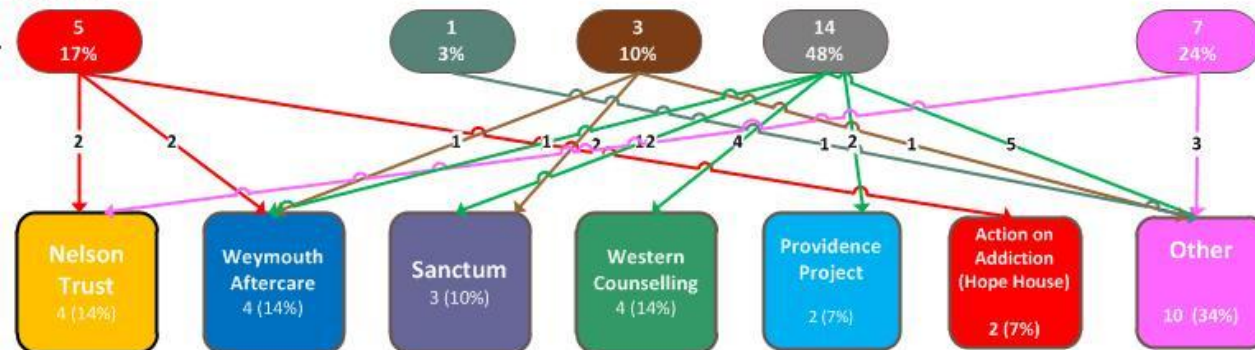 5
17%
1
3%
3
10%
14
48%
7
24%
2
2
1
1
2
1
2
4
1
2
1
5
3
Nelson
Trust
4 (14%)
Weymouth
Aftercare
4 (14%)
Sanctum
3 (10%)
Western
Counselling
4 (14%)
Providence
Project
2 (7%)
Action on
Addiction
(Hope House)
2 (7%)
Other
10 (34%)